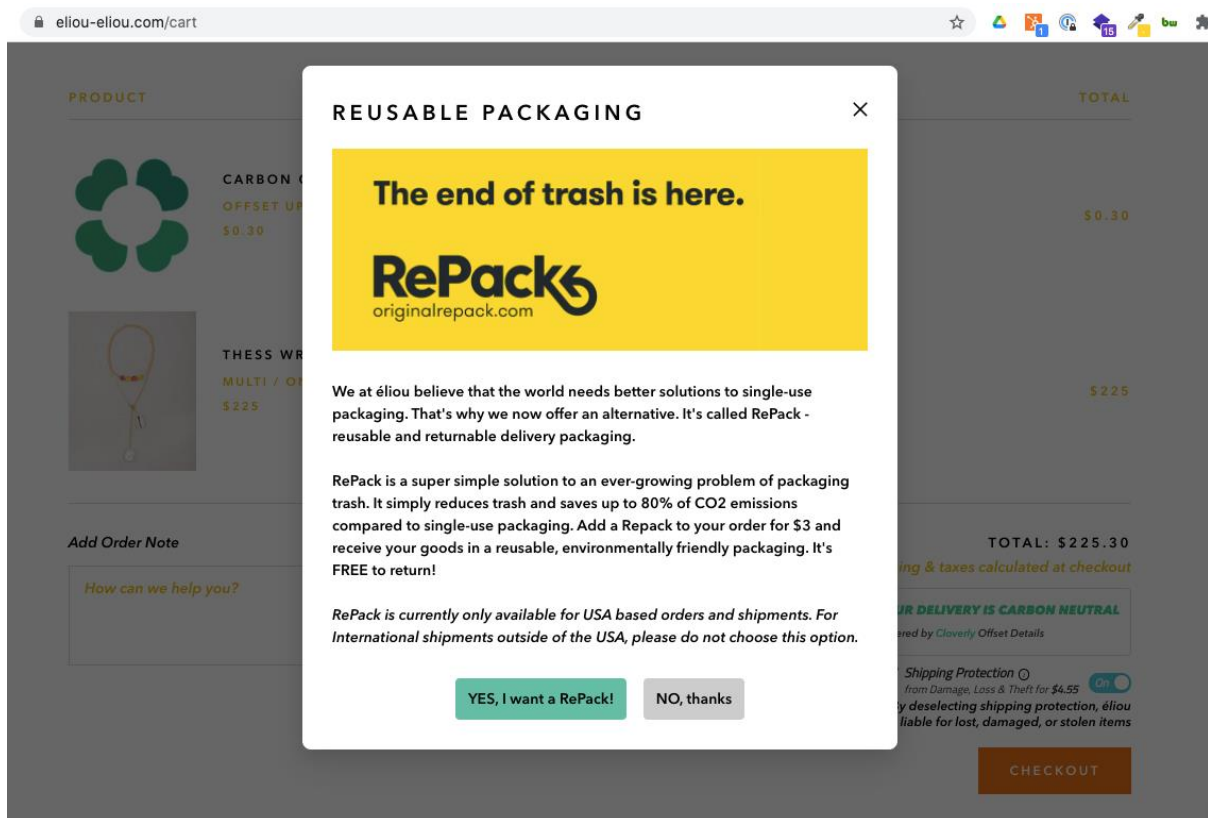 eliou-eliou.com/cart
1
15
bw
PRODUCT
TOTAL
REUSABLE PACKAGING
The end of trash is here.
RePack
originalrepack.com
CARBON
OFFSET UP
$0.30
$0.30
THESS WR
MULTI /
$225
$225
We at éliou believe that the world needs better solutions to single-use
packaging. That's why we now offer an alternative. It's called RePack -
reusable and returnable delivery packaging.
RePack is a super simple solution to an ever-growing problem of packaging
trash. It simply reduces trash and saves up to 80% of CO2 emissions
compared to single-use packaging. Add a Repack to your order for $3 and
receive your goods in a reusable, environmentally friendly packaging. It's
FREE to return!
RePack is currently only available for USA based orders and shipments. For
International shipments outside of the USA, please do not choose this option.
YES, I want a RePack!
NO, thanks
Add Order Note
How can we help you?
TOTAL: $225.30
ing & taxes calculated at checkout
UR DELIVERY IS CARBON NEUTRAL
ered by Cloverly Offset Details
Shipping Protection
from Damage, Loss & Theft for $4.55
On
y deselecting shipping protection, éliou
liable for lost, damaged, or stolen items
CHECKOUT